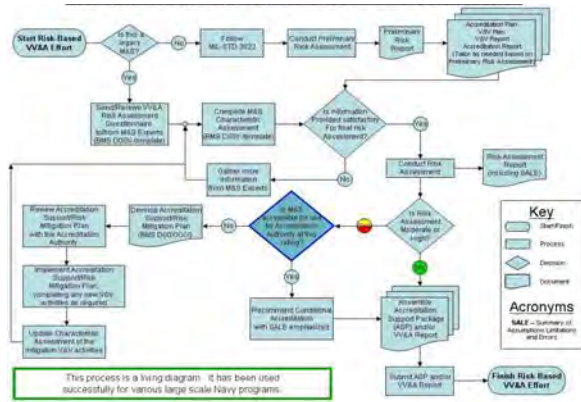 Start Risk-Based
VV&A Effort
Is this a
legacy
M&S?
No
Yes
Follow
MIL-STD-3022
Conduct Preliminary
Risk Assessment
Preliminary
Risk
Report
Accreditation Plan
V&V Plan
V&V Report
Accreditation Report
(Tailor as needed based on
Preliminary Risk Assessment)
Send/Receive VV&A
Risk Assessment
Questionnaire
to/from M&S Experts
Complete M&S
Characteristic
Assessment
Is Information
Provided satisfactory
For final risk
Assessment?
Yes
No
Gather more
information
from M&S Experts
Conduct Risk
Assessment
Risk Assessment
Report
(including SALE)
Is Risk
Assessment
Moderate or
No
Is M&S
Acceptable for use
by Accreditation
Authority at this
rating?
No
Yes
Develop Accreditation
Support/Risk
Mitigation Plan
Review Accreditation
Support/Risk
Mitigation Plan
with the Accreditation
Authority
Implement Accreditation
Support/Risk
Mitigation Plan,
completing any new V&V
activities as required
Update Characteristic
Assessment of the
mitigation V&V activities
Recommend Conditional
Accreditation
with SALE emphasized
Assemble
Accreditation
Support Package
(ASP) and/or
VV&A Report
Submit ASP and/or
VV&A Report
Finish Risk-Based
VV&A Effort
Key
Start/Finish
Process
Decision
Document
Acronyms
SALE – Summary of
Assumptions Limitations
and Errors
This process is a living diagram. It has been used
successfully for various large scale Navy programs.